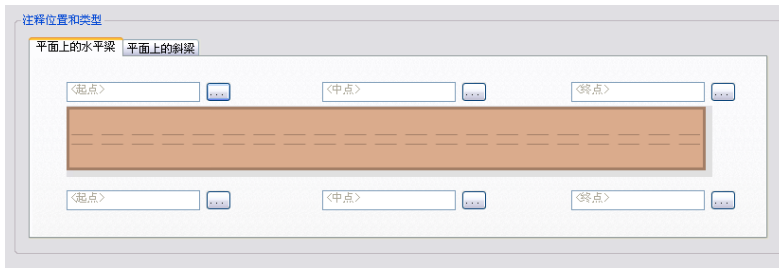 注释位置和类型
平面上的水平梁 平面上的斜梁
<起点> ... <中点> ... <终点> ...
<起点> ... <中点> ... <终点> ...